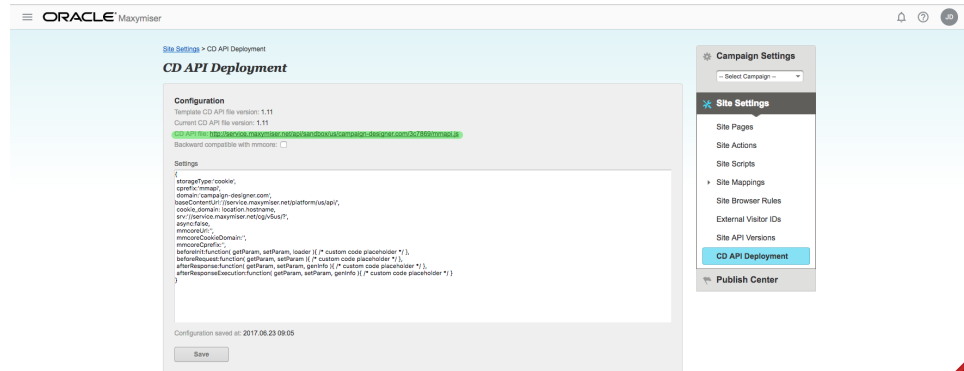 ORACLE Maxymiser
JD
Site Settings > CD API Deployment
CD API Deployment
Configuration
Template CD API file version: 1.11
Current CD API file version: 1.11
CD API file: http://service.maxymiser.net/api/sandbox/us/campaign-designer.com/3c7969/mmapi.js
Backward compatible with mmcore:
Settings
{
storageType:'cookie',
cprefix:'mmapi',
domain:'campaign-designer.com',
baseContentUrl:'//service.maxymiser.net/platform/us/api/',
cookie_domain: location.hostname,
srv:'//service.maxymiser.net/cg/v5us/?',
async:false,
mmcoreUrl:'',
mmcoreCookieDomain:'',
mmcoreCprefix:'',
beforeInit:function( getParam, setParam, loader ){ /* custom code placeholder */ },
beforeRequest:function( getParam, setParam ){ /* custom code placeholder */ },
afterResponse:function( getParam, setParam, genInfo ){ /* custom code placeholder */ },
afterResponseExecution:function( getParam, setParam, genInfo ){ /* custom code placeholder */ }
}
Configuration saved at: 2017.06.23 09:05
Save
Campaign Settings
-- Select Campaign --
Site Settings
Site Pages
Site Actions
Site Scripts
Site Mappings
Site Browser Rules
External Visitor IDs
Site API Versions
CD API Deployment
Publish Center